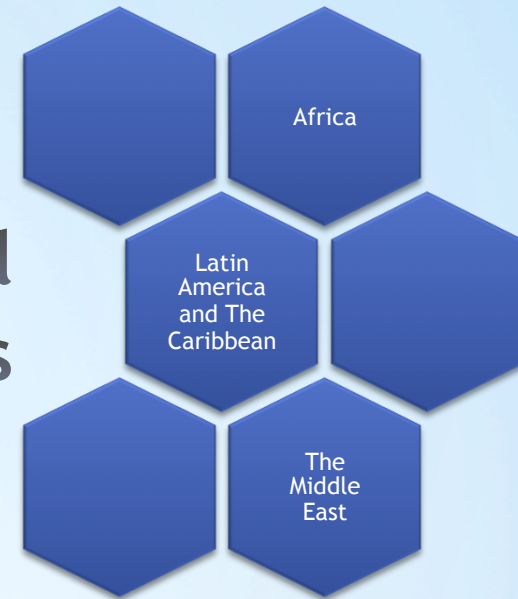 Africa
Latin
America
and The
Caribbean
The
Middle
East